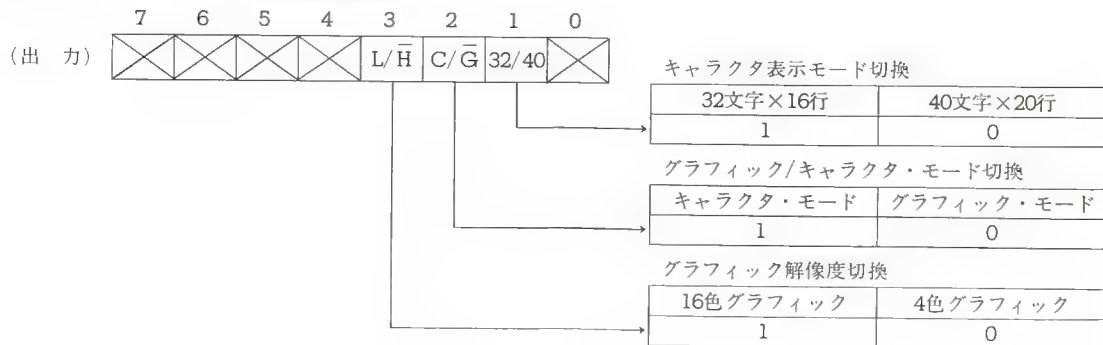 7 6 5 4 3 2 1 0
(出 力) L/H̅ C/G̅ 32/40
キャラクタ表示モード切換
32文字×16行 40文字×20行
1 0
グラフィック/キャラクタ・モード切換
キャラクタ・モード グラフィック・モード
1 0
グラフィック解像度切換
16色グラフィック 4色グラフィック
1 0